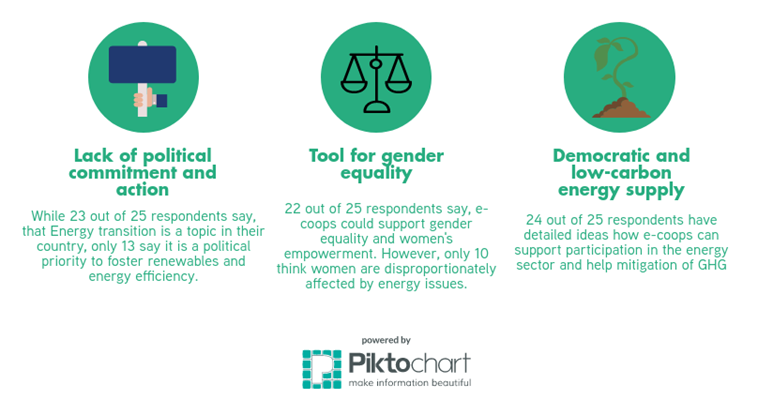 Lack of political
commitment and
action
While 23 out of 25 respondents say,
that Energy transition is a topic in their
country, only 13 say it is a political
priority to foster renewables and
energy efficiency.
Tool for gender
equality
22 out of 25 respondents say, e-
coops could support gender
equality and women's
empowerment. However, only 10
think women are disproportionately
affected by energy issues.
Democratic and
low-carbon
energy supply
24 out of 25 respondents have
detailed ideas how e-coops can
support participation in the energy
sector and help mitigation of GHG
powered by
Piktochart
make information beautiful